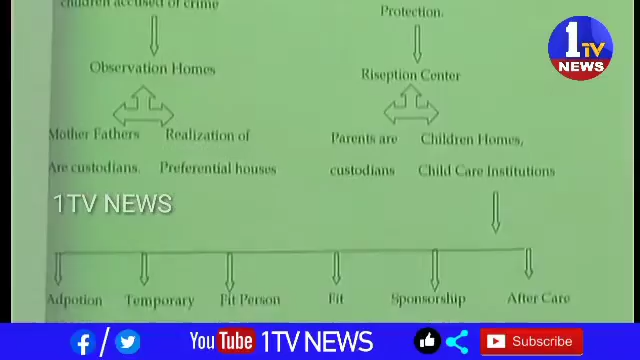 children accused of crime
Protection.
1TV
NEWS
Observation Homes
Riseption Center
Mother Fathers Realization of
Parents are Children Homes,
Are custodians. Preferential houses
custodians Child Care Institutions
1TV NEWS
Adpotion Temporary Fit Person Fit Sponsorship After Care
f / YouTube 1TV NEWS Subscribe